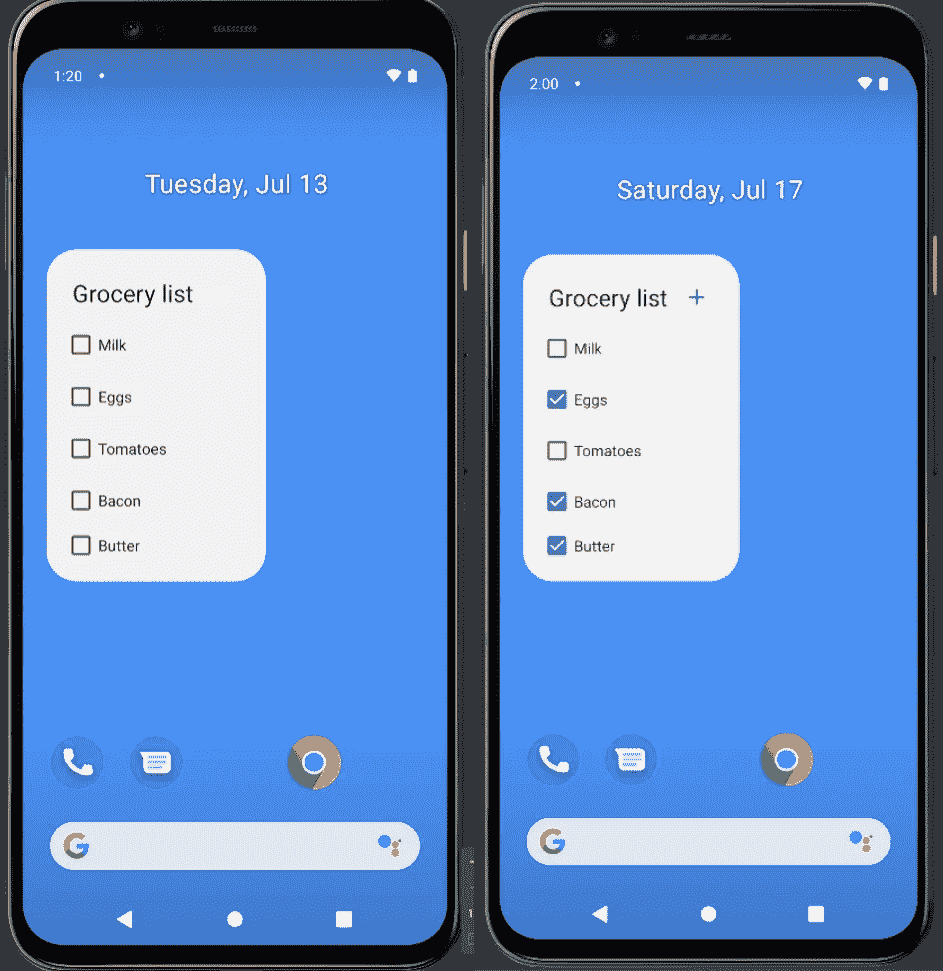 1:20
Tuesday, Jul 13
Grocery list
Milk
Eggs
Tomatoes
Bacon
Butter
G
2:00
Saturday, Jul 17
Grocery list +
Milk
Eggs
Tomatoes
Bacon
Butter
G